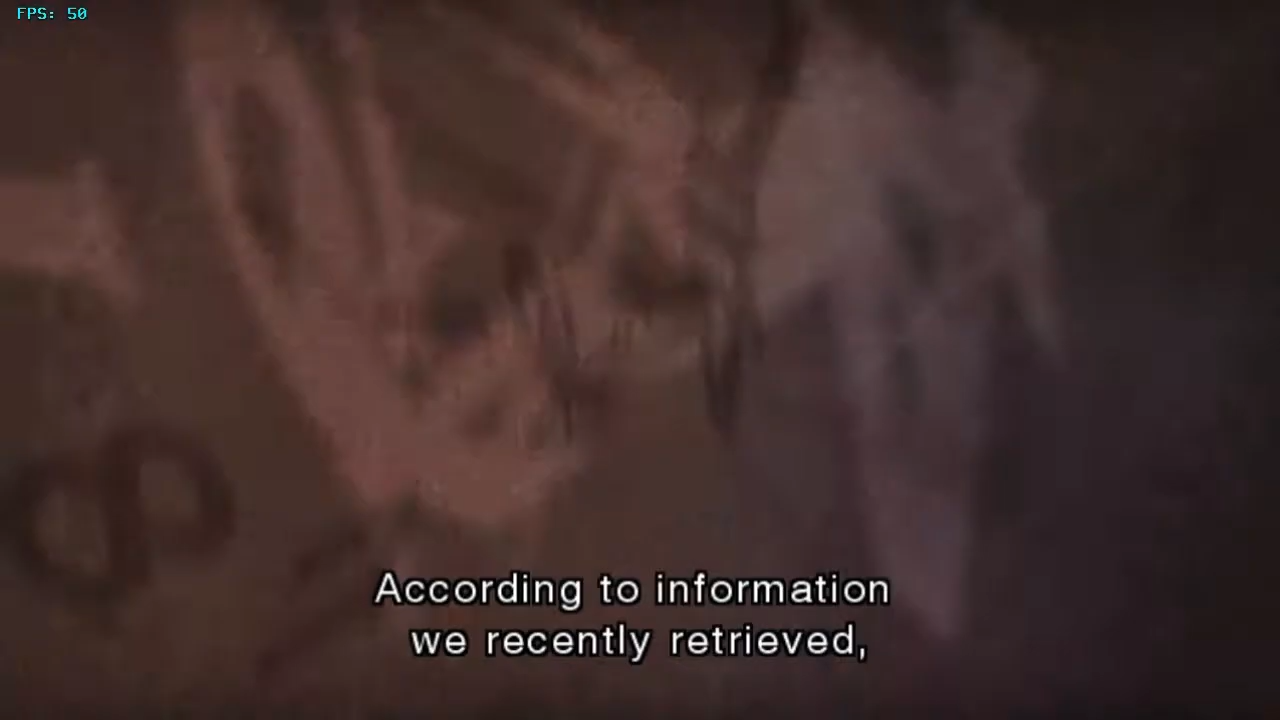 FPS: 50
According to information
we recently retrieved,